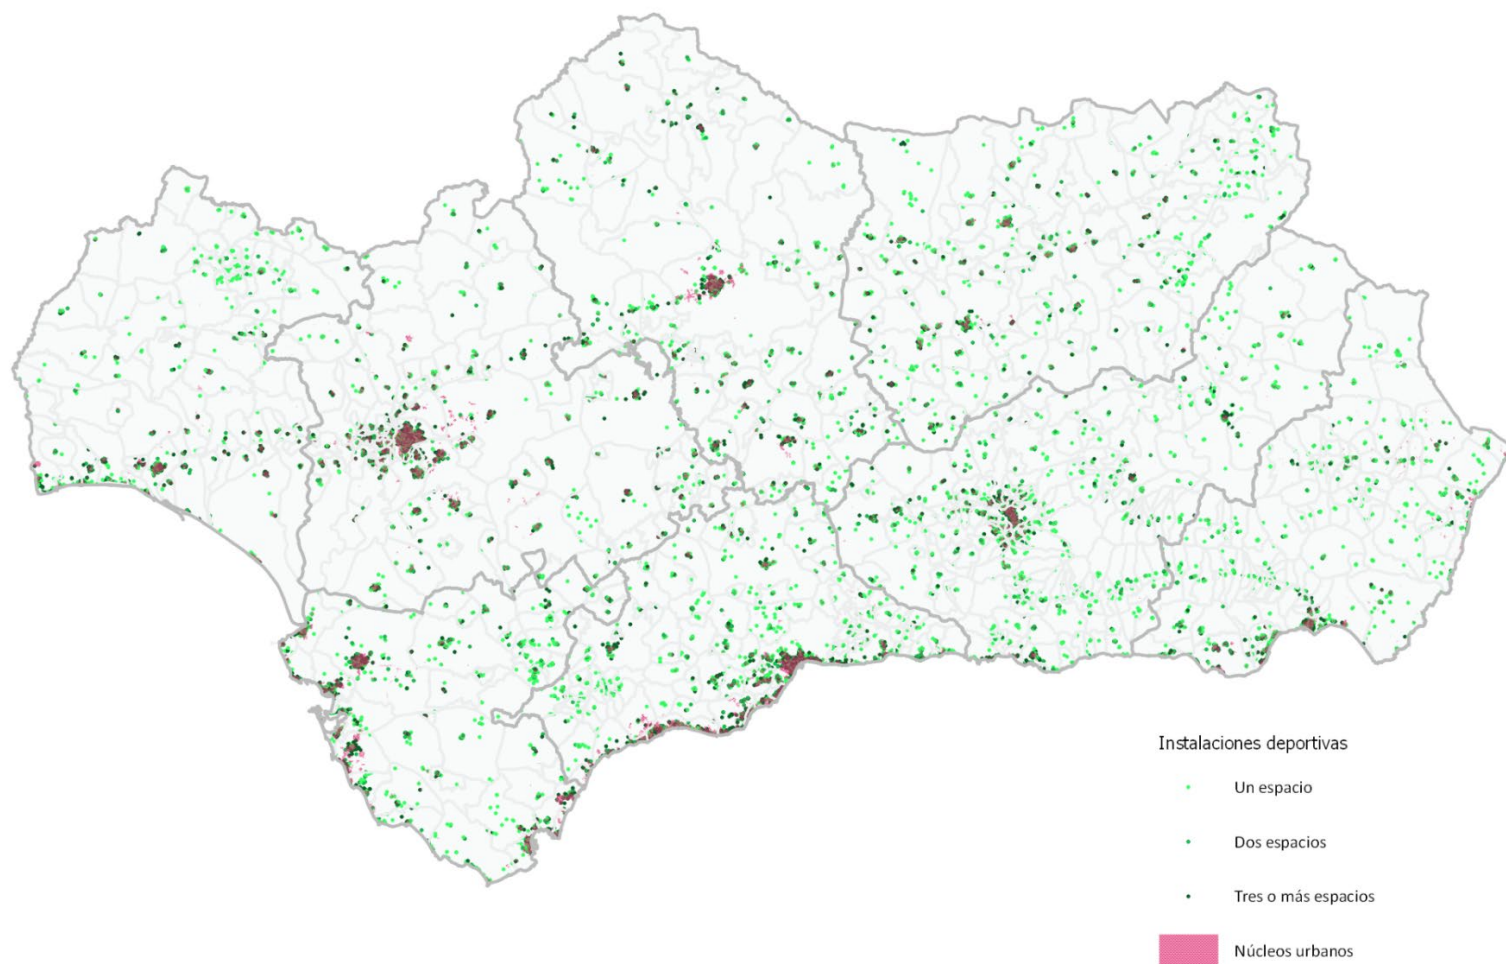 Instalaciones deportivas
Un espacio
Dos espacios
Tres o más espacios
Núcleos urbanos